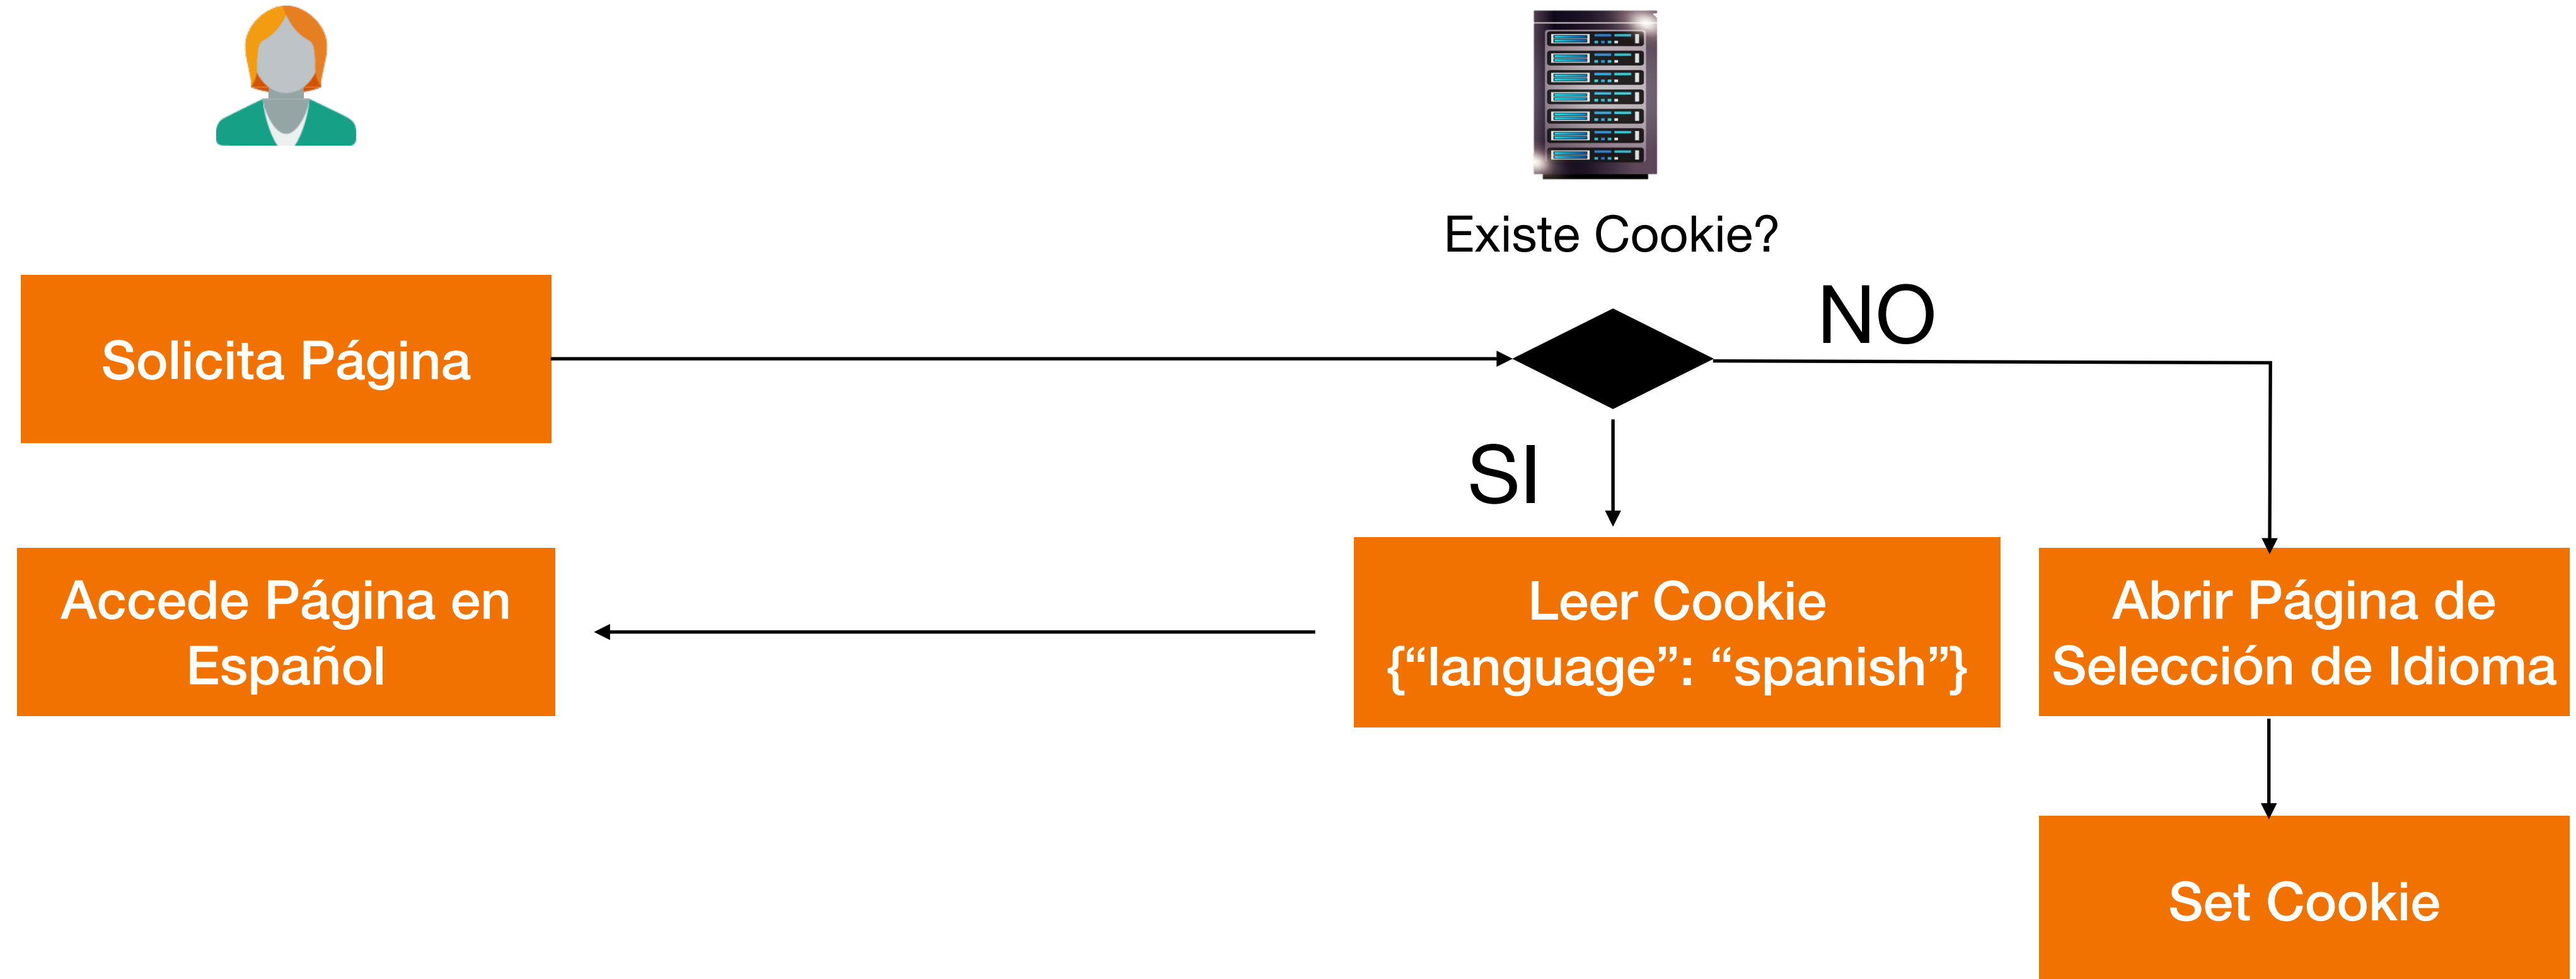 Existe Cookie?
Solicita Página
NO
SI
Accede Página en
Español
Leer Cookie
{“language”: “spanish”}
Abrir Página de
Selección de Idioma
Set Cookie